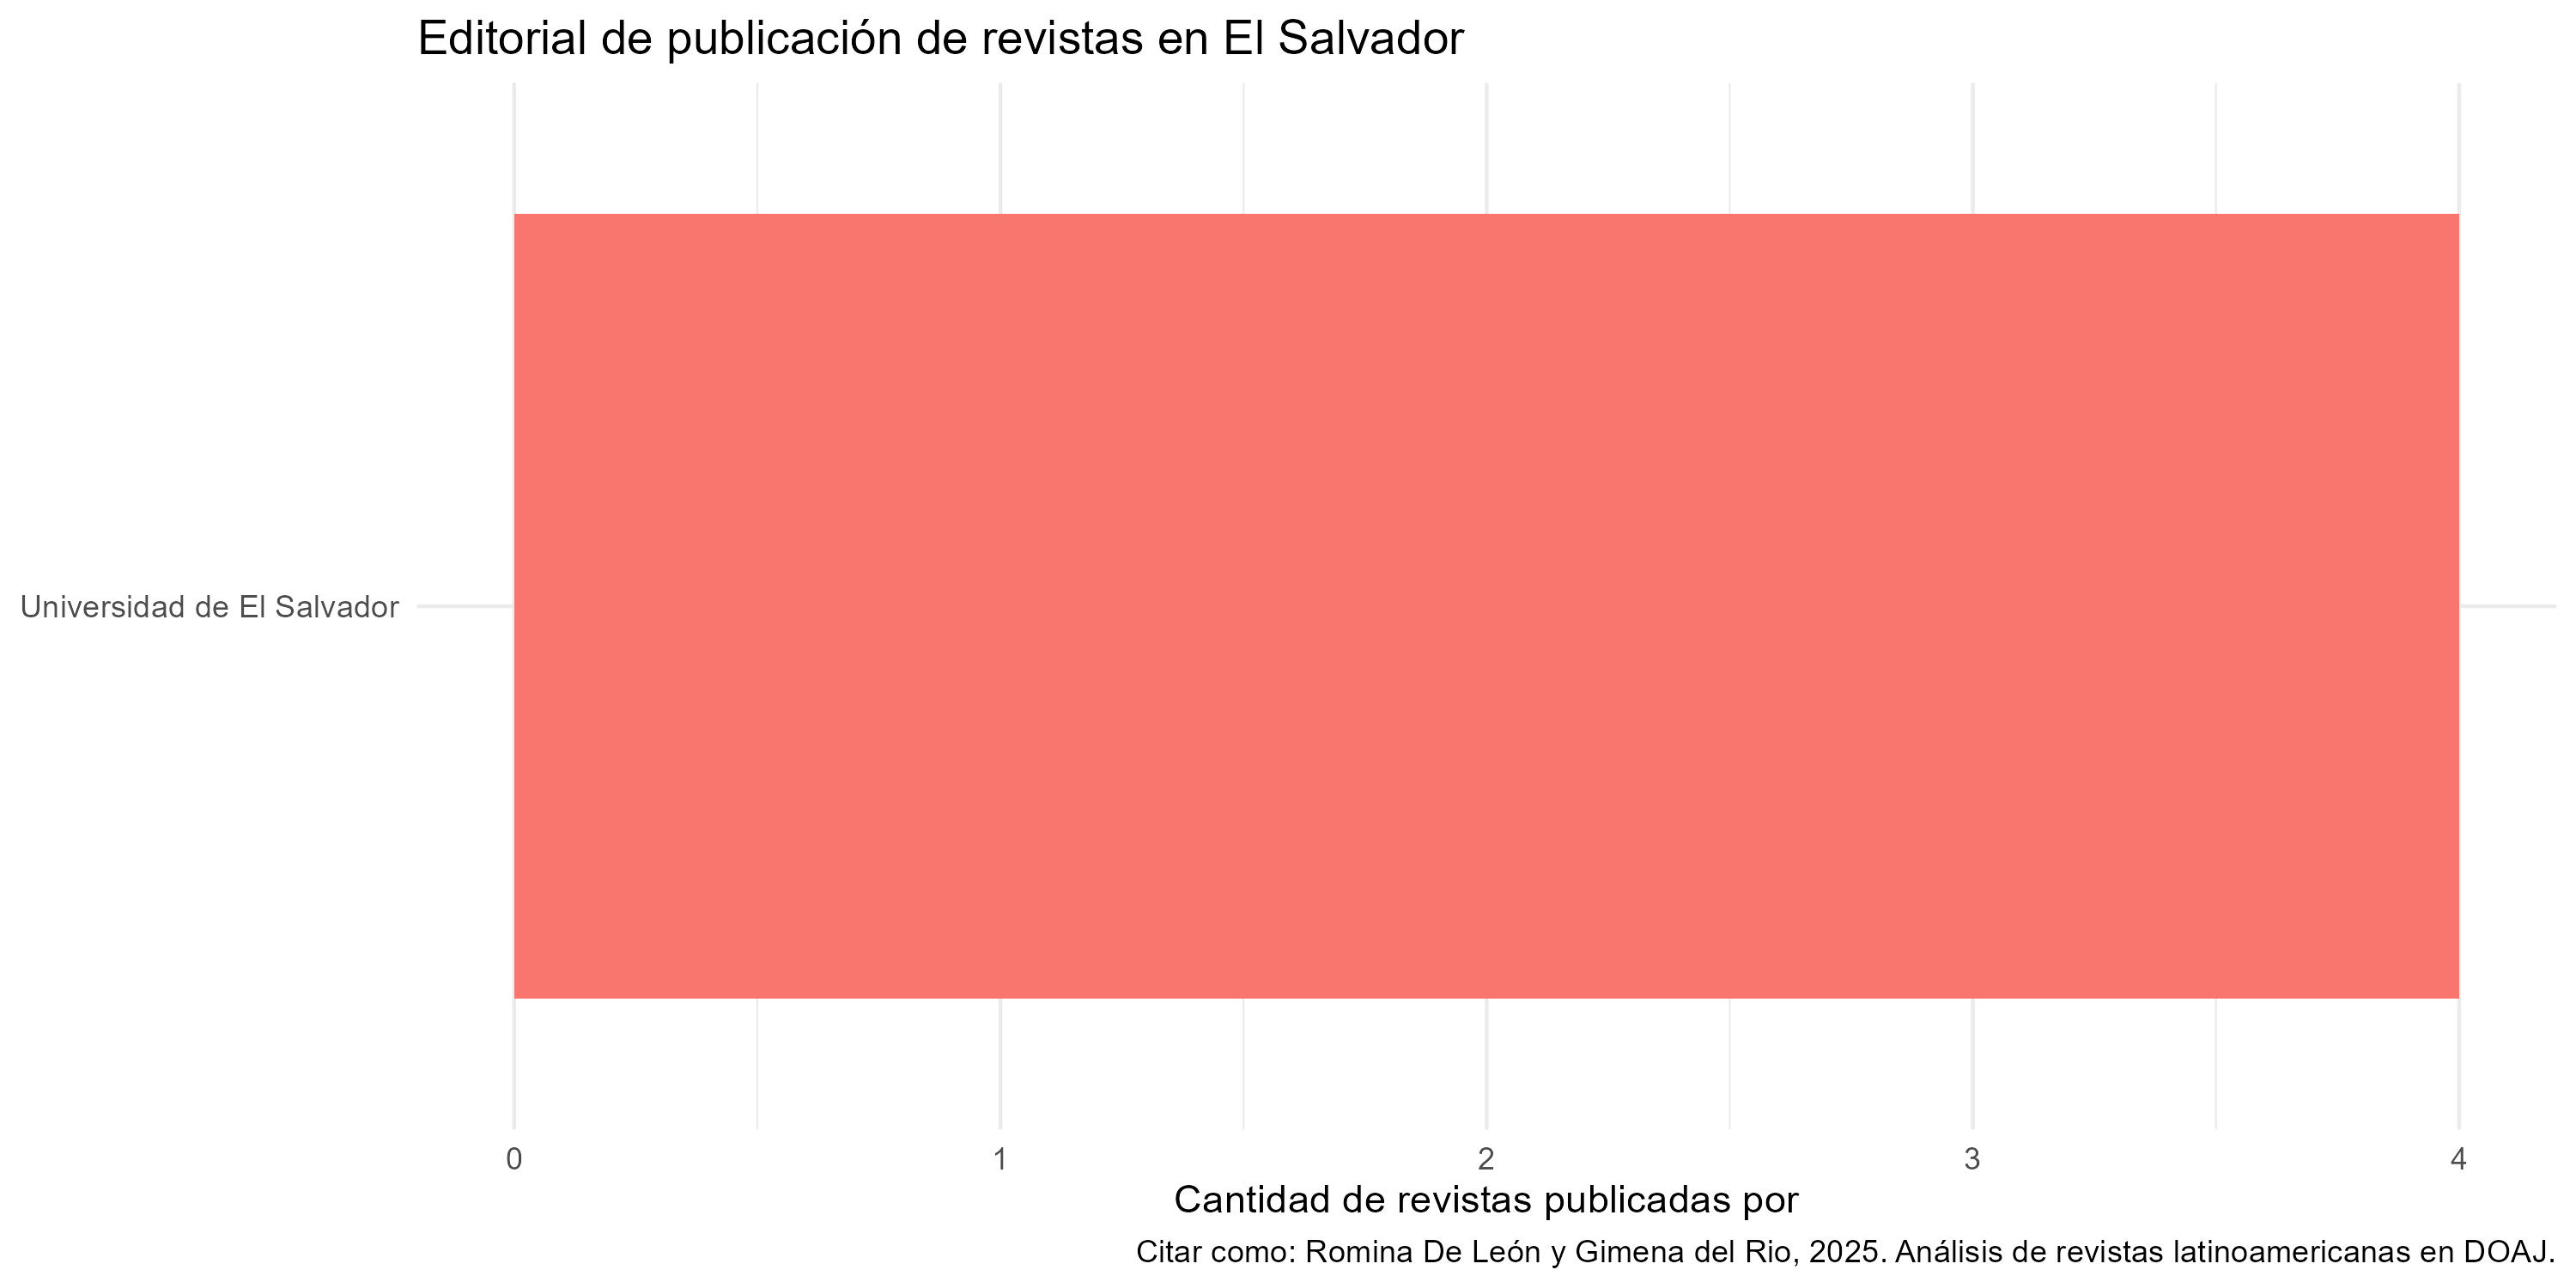 Editorial de publicación de revistas en El Salvador
Universidad de El Salvador
0 1 2 3 4
Cantidad de revistas publicadas por
Citar como: Romina De León y Gimena del Rio, 2025. Análisis de revistas latinoamericanas en DOAJ.